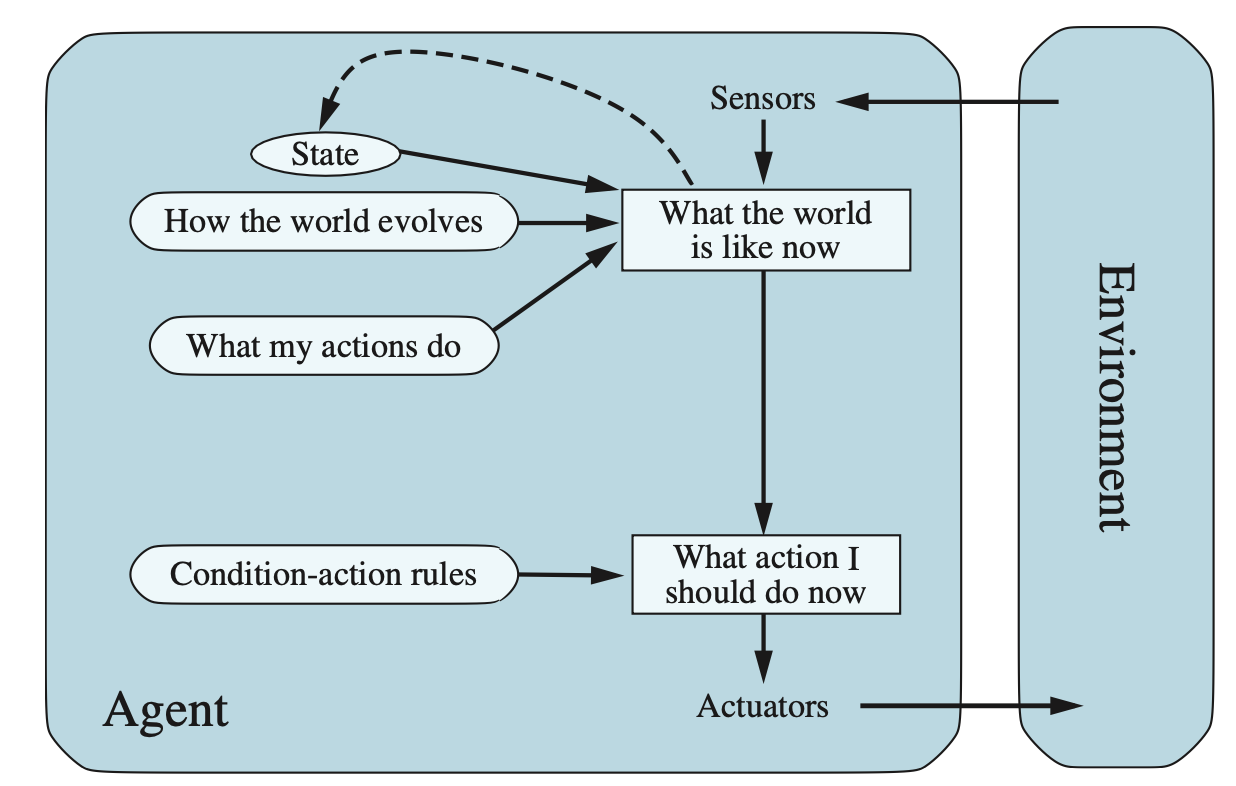 Sensors
State
What the world
is like now
How the world evolves
What my actions do
Environment
Condition-action rules
What action I
should do now
Agent
Actuators